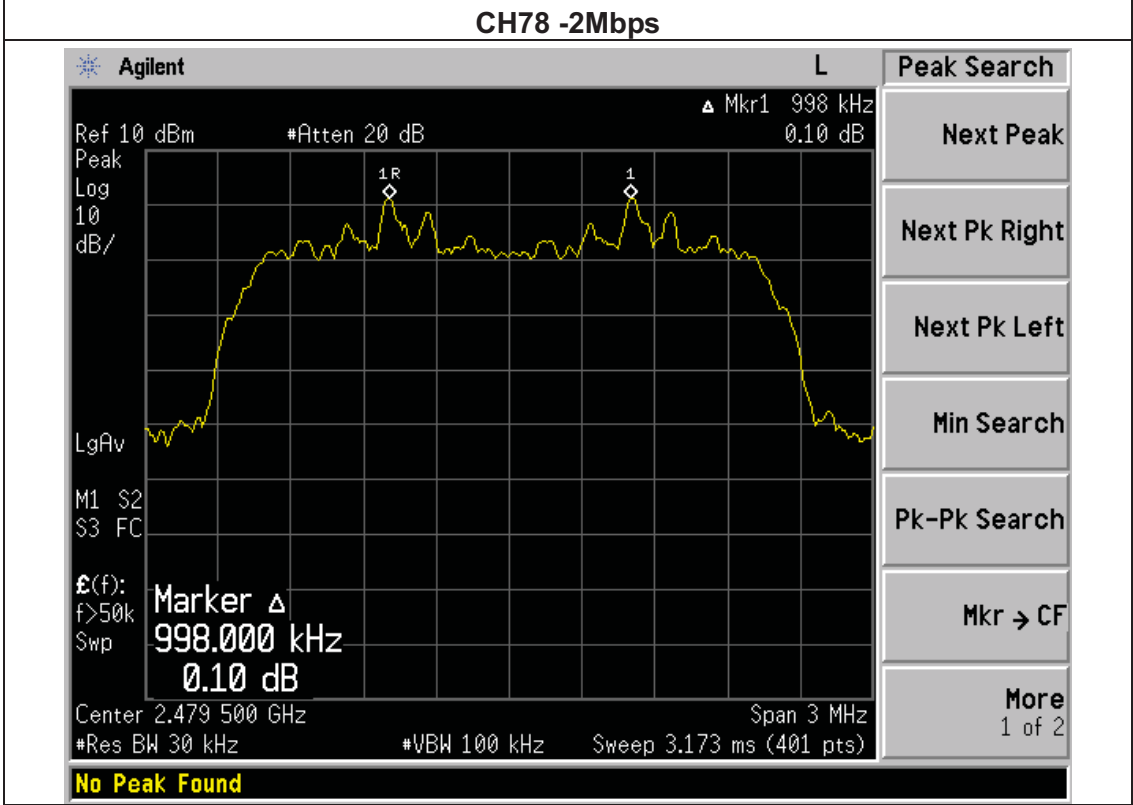 CH78 -2Mbps
Agilent L Peak Search
Δ Mkr1 998 kHz
Ref 10 dBm #Atten 20 dB 0.10 dB
Peak
Log
10
dB/
1R 1
LgAv
M1 S2
S3 FC
£(f):
f>50k
Swp
Marker Δ
998.000 kHz
0.10 dB
Center 2.479 500 GHz Span 3 MHz
#Res BW 30 kHz #VBW 100 kHz Sweep 3.173 ms (401 pts)
No Peak Found
Next Peak
Next Pk Right
Next Pk Left
Min Search
Pk-Pk Search
Mkr → CF
More
1 of 2